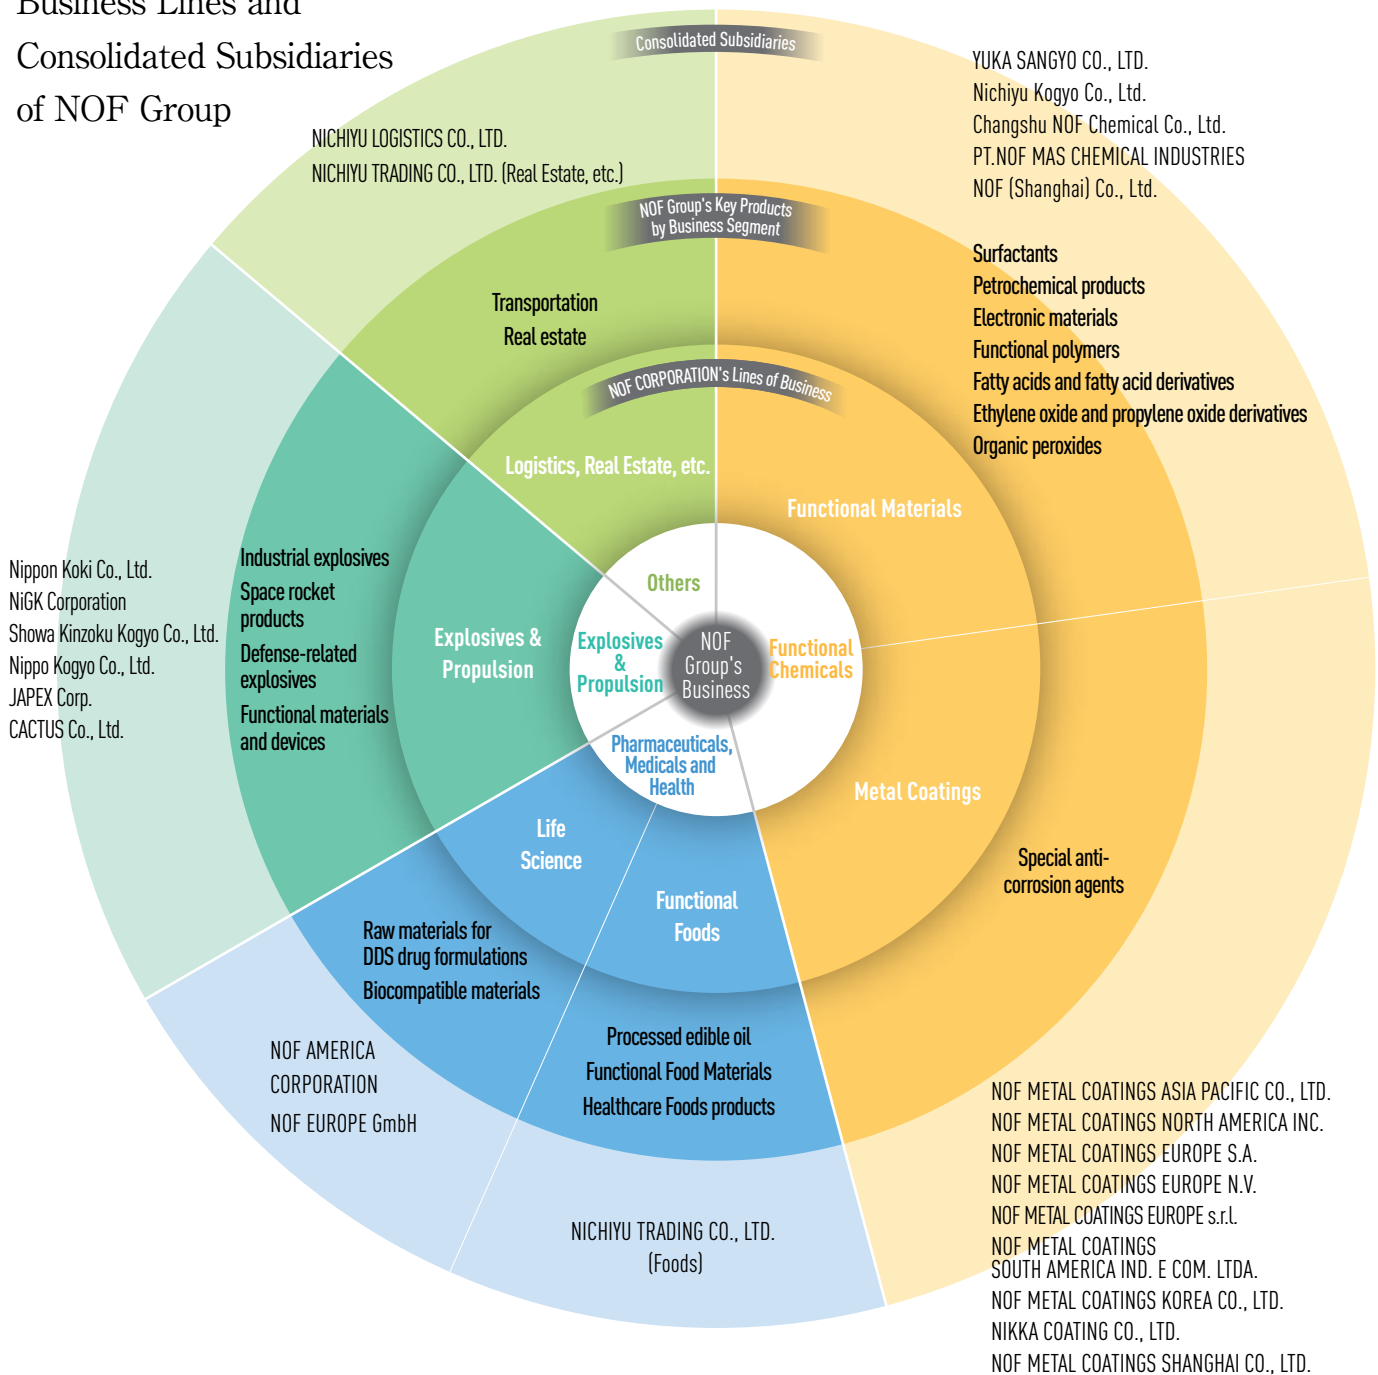 Business Lines and
Consolidated Subsidiaries
of NOF Group
Consolidated Subsidiaries
YUKA SANGYO CO., LTD.
Nichiyu Kogyo Co., Ltd.
Changshu NOF Chemical Co., Ltd.
PT.NOF MAS CHEMICAL INDUSTRIES
NOF (Shanghai) Co., Ltd.
NICHIYU LOGISTICS CO., LTD.
NICHIYU TRADING CO., LTD. (Real Estate, etc.)
NOF Group's Key Products
by Business Segment
Surfactants
Petrochemical products
Electronic materials
Functional polymers
Fatty acids and fatty acid derivatives
Ethylene oxide and propylene oxide derivatives
Organic peroxides
Transportation
Real estate
NOF CORPORATION's Lines of Business
Logistics, Real Estate, etc.
Functional Materials
Others
Explosives
&
Propulsion
NOF
Group's
Business
Functional
Chemicals
Pharmaceuticals,
Medicals and
Health
Explosives &
Propulsion
Industrial explosives
Space rocket
products
Defense-related
explosives
Functional materials
and devices
Nippon Koki Co., Ltd.
NiGK Corporation
Showa Kinzoku Kogyo Co., Ltd.
Nippo Kogyo Co., Ltd.
JAPEX Corp.
CACTUS Co., Ltd.
Metal Coatings
Special anti-
corrosion agents
Life
Science
Functional
Foods
Raw materials for
DDS drug formulations
Biocompatible materials
Processed edible oil
Functional Food Materials
Healthcare Foods products
NOF AMERICA
CORPORATION
NOF EUROPE GmbH
NICHIYU TRADING CO., LTD.
(Foods)
NOF METAL COATINGS ASIA PACIFIC CO., LTD.
NOF METAL COATINGS NORTH AMERICA INC.
NOF METAL COATINGS EUROPE S.A.
NOF METAL COATINGS EUROPE N.V.
NOF METAL COATINGS EUROPE s.r.l.
NOF METAL COATINGS
SOUTH AMERICA IND. E COM. LTDA.
NOF METAL COATINGS KOREA CO., LTD.
NIKKA COATING CO., LTD.
NOF METAL COATINGS SHANGHAI CO., LTD.